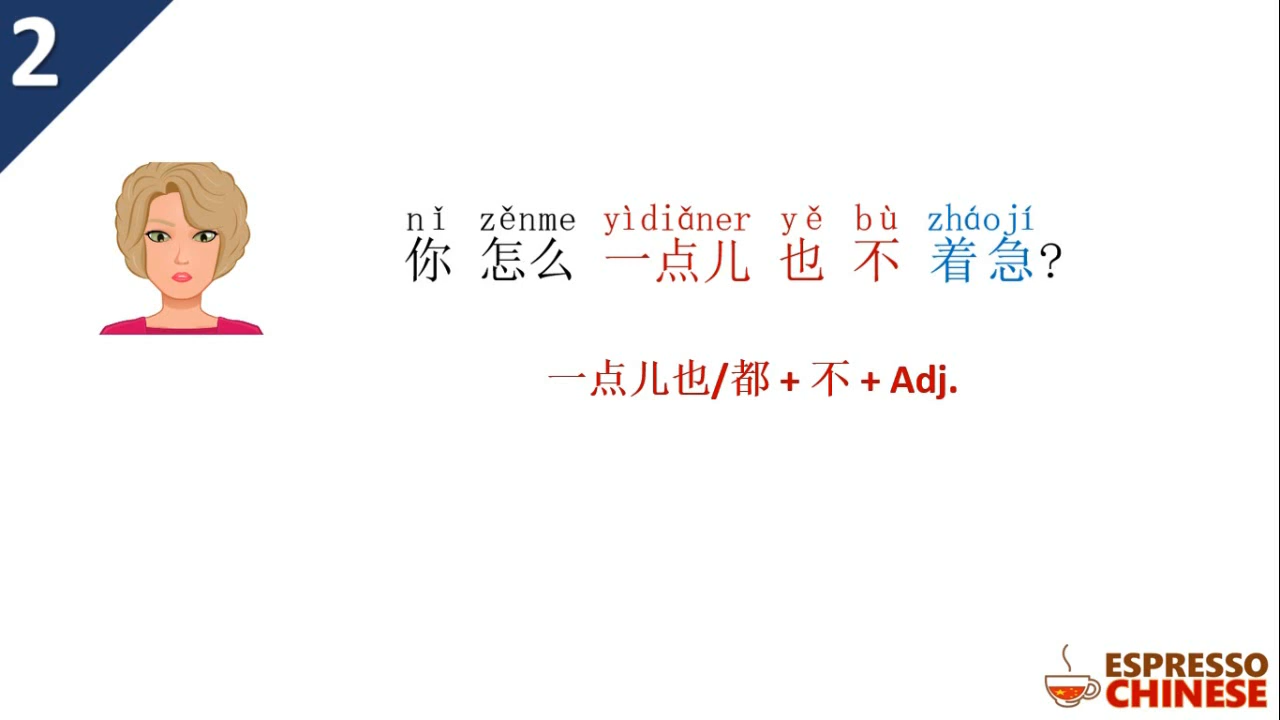 2
nǐ zěnme yìdiǎner yě bù zháojí
你 怎么 一点儿 也 不 着急?
一点儿也/都 + 不 + Adj.
ESPRESSO
CHINESE